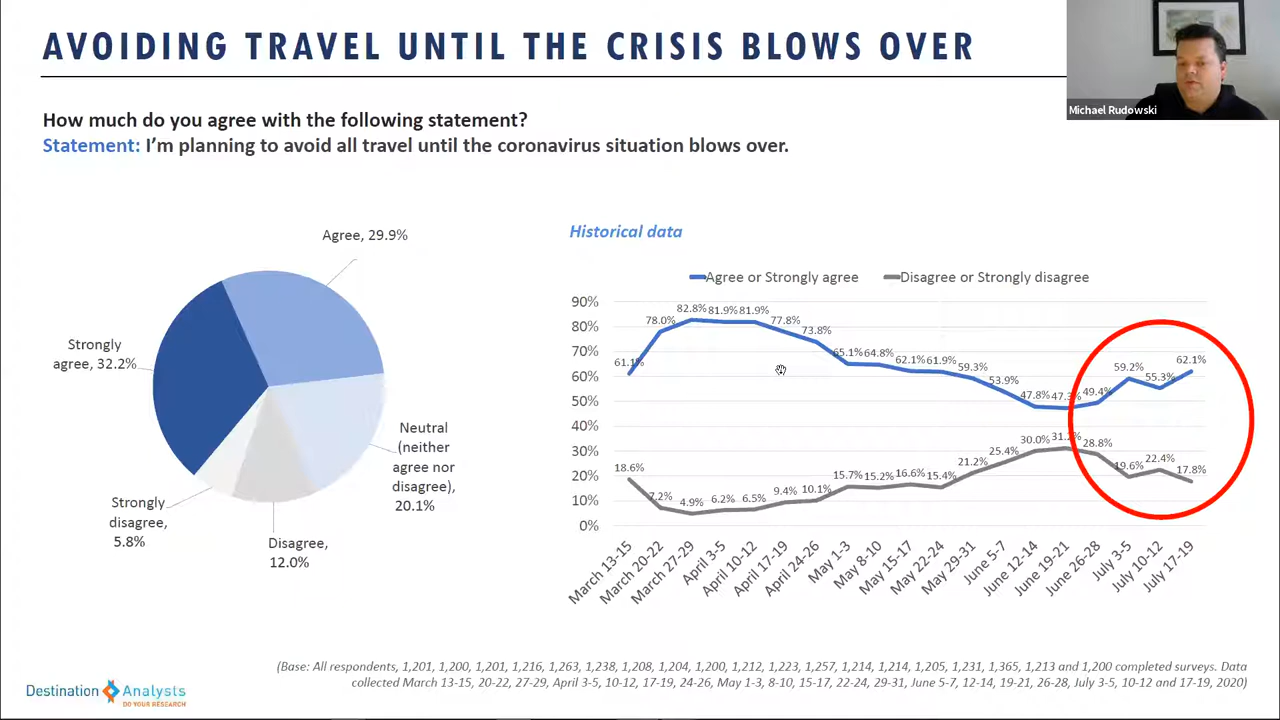 AVOIDING TRAVEL UNTIL THE CRISIS BLOWS OVER
Michael Rudowski
How much do you agree with the following statement?
Statement: I'm planning to avoid all travel until the coronavirus situation blows over.
Agree, 29.9%
Strongly
agree, 32.2%
Neutral
(neither
agree nor
disagree),
20.1%
Strongly
disagree,
5.8%
Disagree,
12.0%
Historical data
Agree or Strongly agree
Disagree or Strongly disagree
90%
80%
70%
60%
50%
40%
30%
20%
10%
0%
61.1% 78.0% 82.8% 81.9% 81.9% 77.8% 73.8% 65.1% 64.8% 62.1% 61.9% 59.3% 53.9% 47.8% 47.3% 49.4% 59.2% 55.3% 62.1%
18.6% 7.2% 4.9% 6.2% 6.5% 9.4% 10.1% 15.7% 15.2% 16.6% 15.4% 21.2% 25.4% 30.0% 28.8% 19.6% 22.4% 17.8%
March 13-15
March 20-22
March 27-29
April 3-5
April 10-12
April 17-19
April 24-26
May 1-3
May 8-10
May 15-17
May 22-24
May 29-31
June 5-7
June 12-14
June 19-21
June 26-28
July 3-5
July 10-12
July 17-19
(Base: All respondents, 1,201, 1,200, 1,201, 1,216, 1,263, 1,238, 1,208, 1,204, 1,200, 1,212, 1,223, 1,257, 1,214, 1,214, 1,205, 1,231, 1,365, 1,213 and 1,200 completed surveys. Data
collected March 13-15, 20-22, 27-29, April 3-5, 10-12, 17-19, 24-26, May 1-3, 8-10, 15-17, 22-24, 29-31, June 5-7, 12-14, 19-21, 26-28, July 3-5, 10-12 and 17-19, 2020)
Destination Analysts
DO YOUR RESEARCH